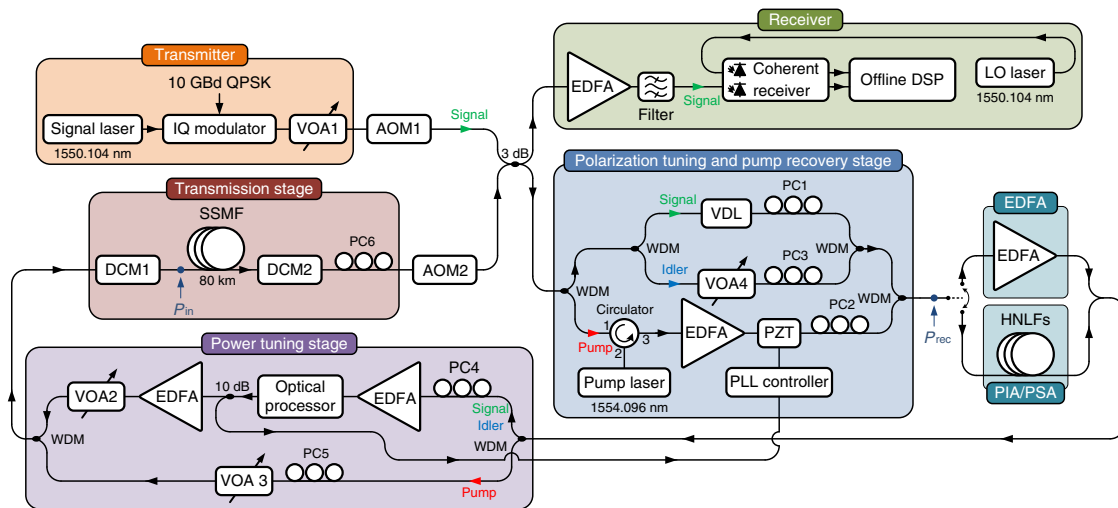 Transmitter
10 GBd QPSK
Signal laser
IQ modulator
VOA1
AOM1
Signal
1550.104 nm
3 dB
Receiver
EDFA
Filter
Signal
Coherent
receiver
Offline DSP
LO laser
1550.104 nm
Transmission stage
SSMF
DCM1
80 km
DCM2
PC6
AOM2
Pin
Polarization tuning and pump recovery stage
Signal
VDL
PC1
WDM
WDM
Idler
VOA4
PC3
WDM
Circulator
1
2
3
Pump
EDFA
PZT
PC2
WDM
Pump laser
1554.096 nm
PLL controller
Prec
EDFA
EDFA
HNLFs
PIA/PSA
Power tuning stage
VOA2
EDFA
10 dB
Optical
processor
EDFA
PC4
Signal
Idler
WDM
WDM
VOA 3
PC5
Pump